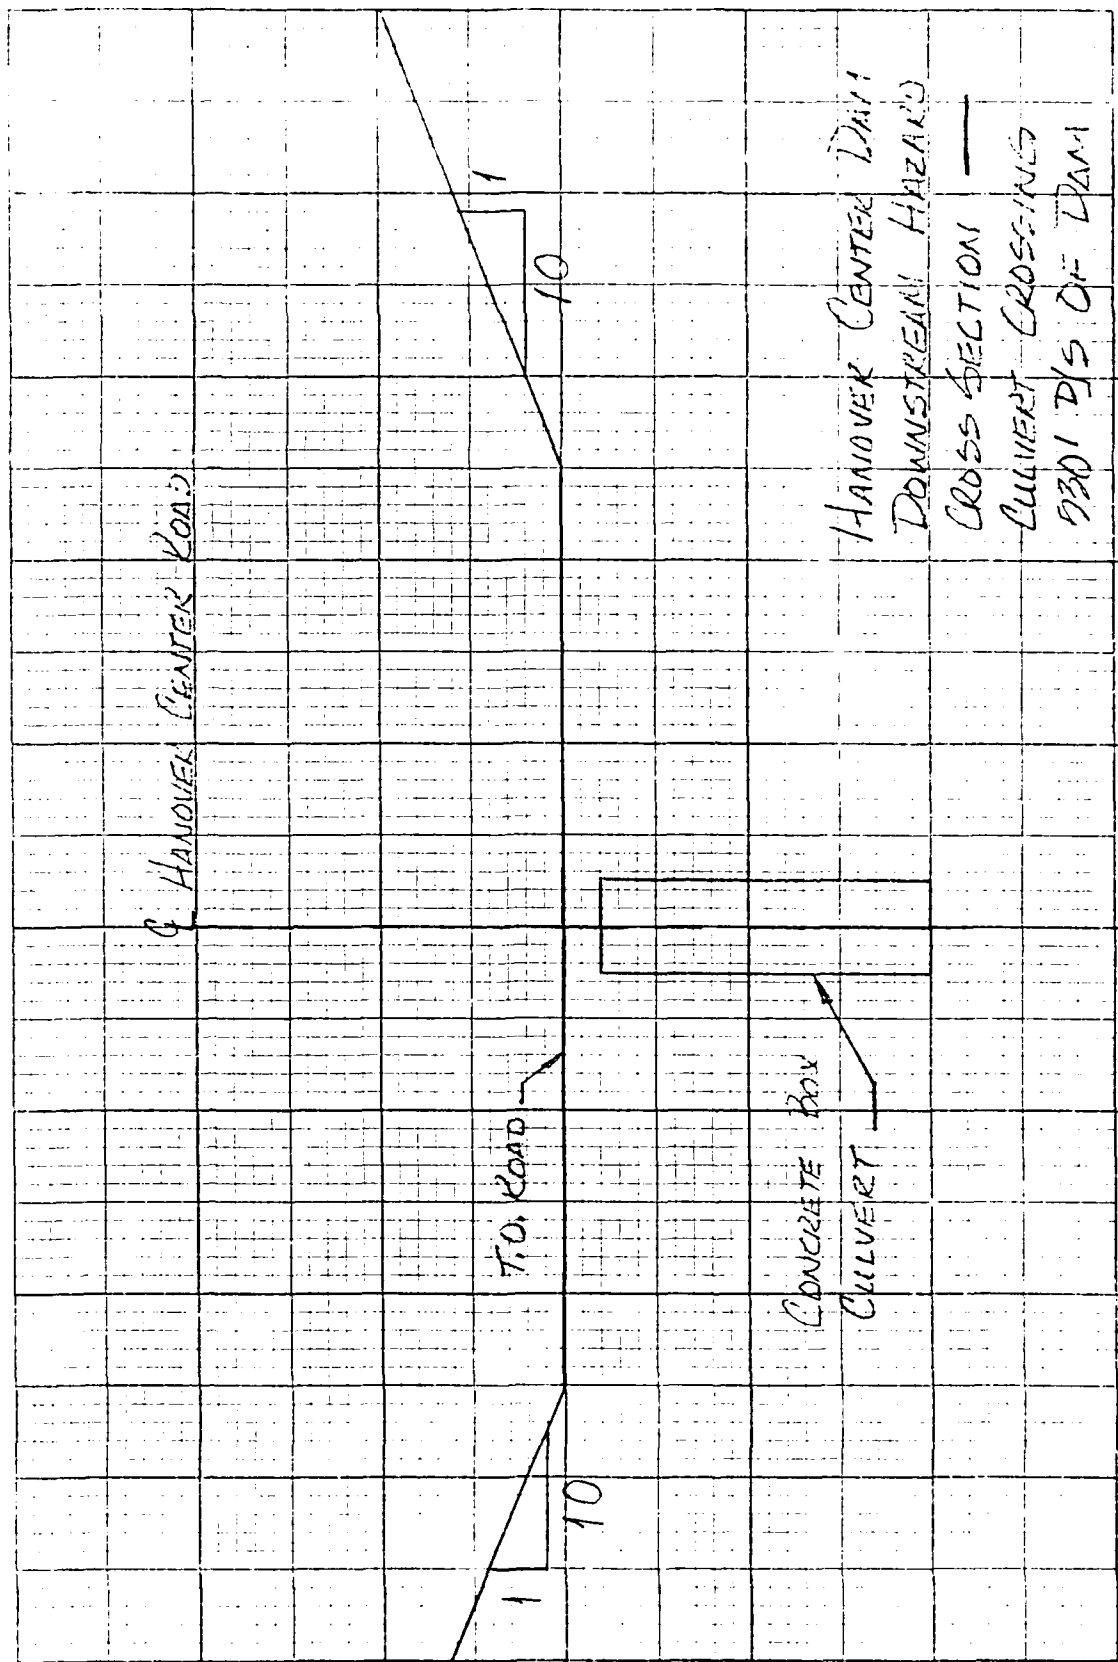 ℄ HANOVER CENTER ROAD
1
10
T.O. ROAD
1
10
CONCRETE BOX
CULVERT
HANOVER CENTER DAM
DOWNSTREAM HAZARD
CROSS SECTION —
CULVERT CROSSING
530' D/S OF DAM